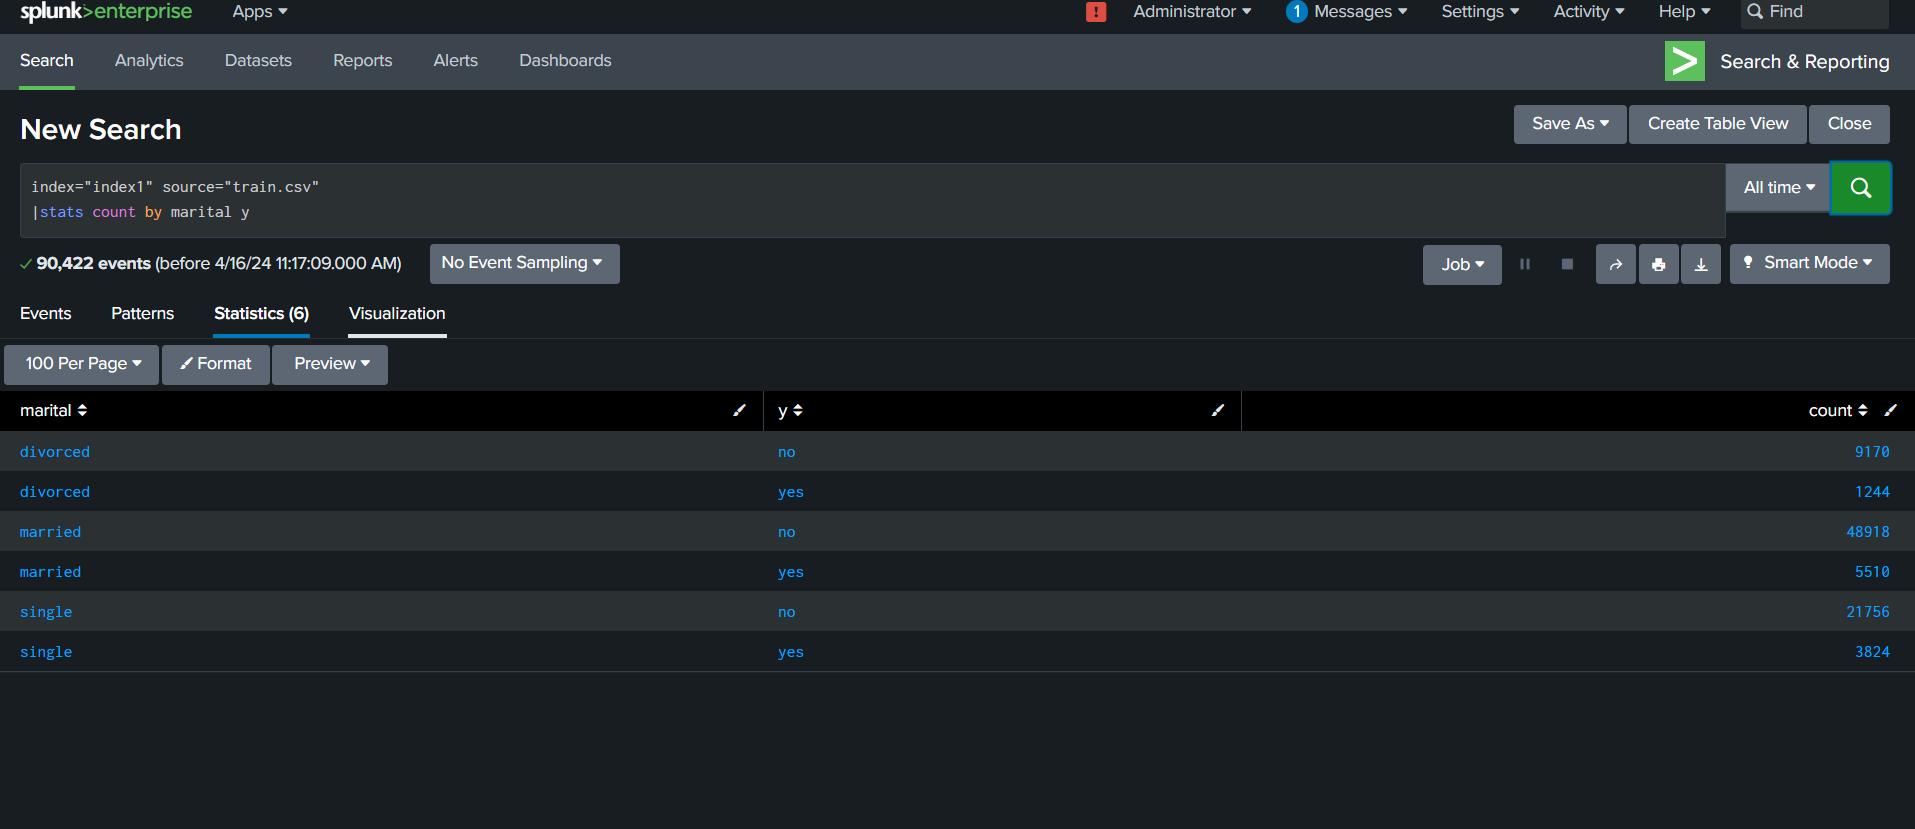 splunk>enterprise Apps ! Administrator 1 Messages Settings Activity Help Find
Search Analytics Datasets Reports Alerts Dashboards > Search & Reporting
New Search Save As Create Table View Close
index="index1" source="train.csv" All time
|stats count by marital y
90,422 events (before 4/16/24 11:17:09.000 AM) No Event Sampling Job Smart Mode
Events Patterns Statistics (6) Visualization
100 Per Page Format Preview
marital y count
divorced no 9170
divorced yes 1244
married no 48918
married yes 5510
single no 21756
single yes 3824